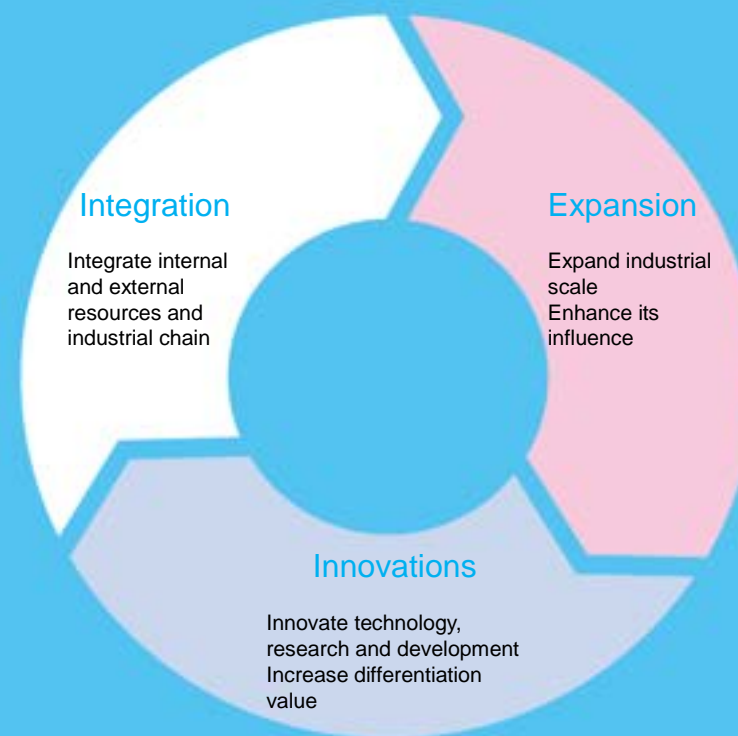 Integration
Integrate internal
and external
resources and
industrial chain
Expansion
Expand industrial
scale
Enhance its
influence
Innovations
Innovate technology,
research and development
Increase differentiation
value